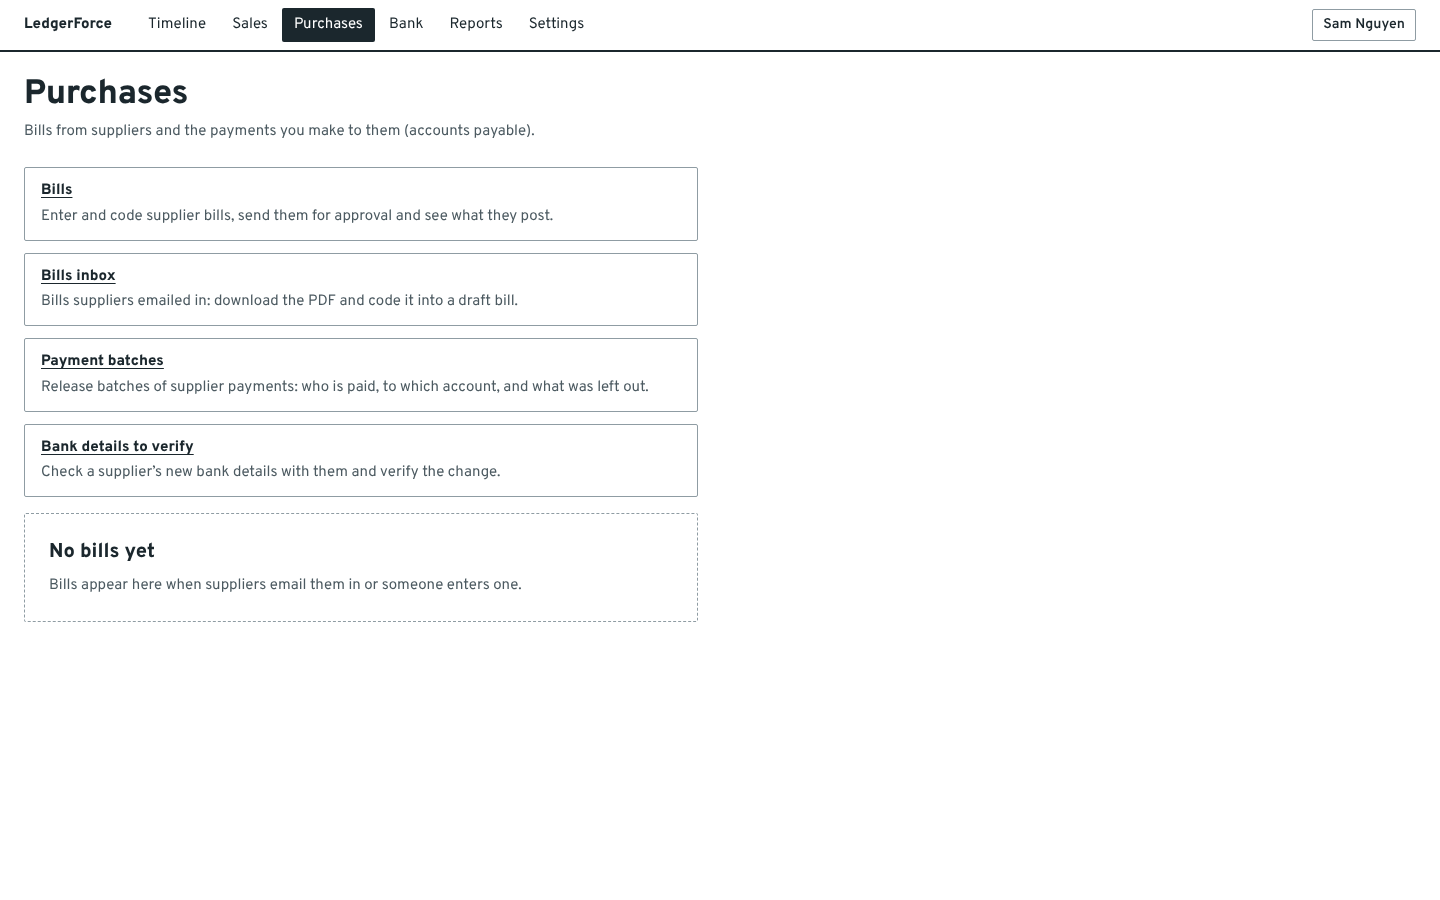 LedgerForce Timeline Sales Purchases Bank Reports Settings Sam Nguyen
Purchases
Bills from suppliers and the payments you make to them (accounts payable).
Bills
Enter and code supplier bills, send them for approval and see what they post.
Bills inbox
Bills suppliers emailed in: download the PDF and code it into a draft bill.
Payment batches
Release batches of supplier payments: who is paid, to which account, and what was left out.
Bank details to verify
Check a supplier’s new bank details with them and verify the change.
No bills yet
Bills appear here when suppliers email them in or someone enters one.